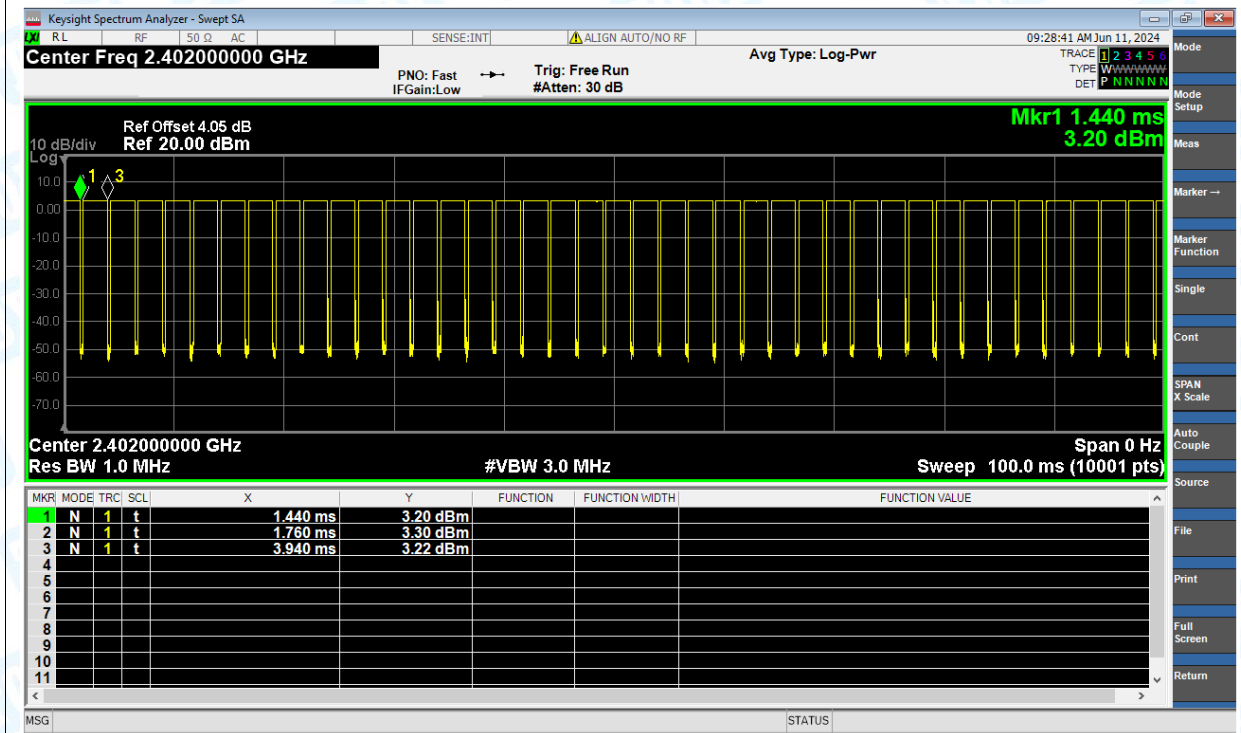 Keysight Spectrum Analyzer - Swept SA
LXI RL RF 50 Ω AC SENSE:INT ALIGN AUTO/NO RF 09:28:41 AM Jun 11, 2024
Center Freq 2.402000000 GHz Avg Type: Log-Pwr TRACE 1 2 3 4 5 6
TYPE WWWWWW
PNO: Fast Trig: Free Run
IFGain:Low #Atten: 30 dB DET P N N N N N
Mkr1 1.440 ms
Ref Offset 4.05 dB
10 dB/div Ref 20.00 dBm 3.20 dBm
Log
1 3
10.0
0.00
-10.0
-20.0
-30.0
-40.0
-50.0
-60.0
-70.0
Center 2.402000000 GHz Span 0 Hz
Res BW 1.0 MHz #VBW 3.0 MHz Sweep 100.0 ms (10001 pts)
MKR MODE TRC SCL X Y FUNCTION FUNCTION WIDTH FUNCTION VALUE
1 N 1 t 1.440 ms 3.20 dBm
2 N 1 t 1.760 ms 3.30 dBm
3 N 1 t 3.940 ms 3.22 dBm
4
5
6
7
8
9
10
11
MSG STATUS
Mode
Mode
Setup
Meas
Marker →
Marker
Function
Single
Cont
SPAN
X Scale
Auto
Couple
Source
File
Print
Full
Screen
Return